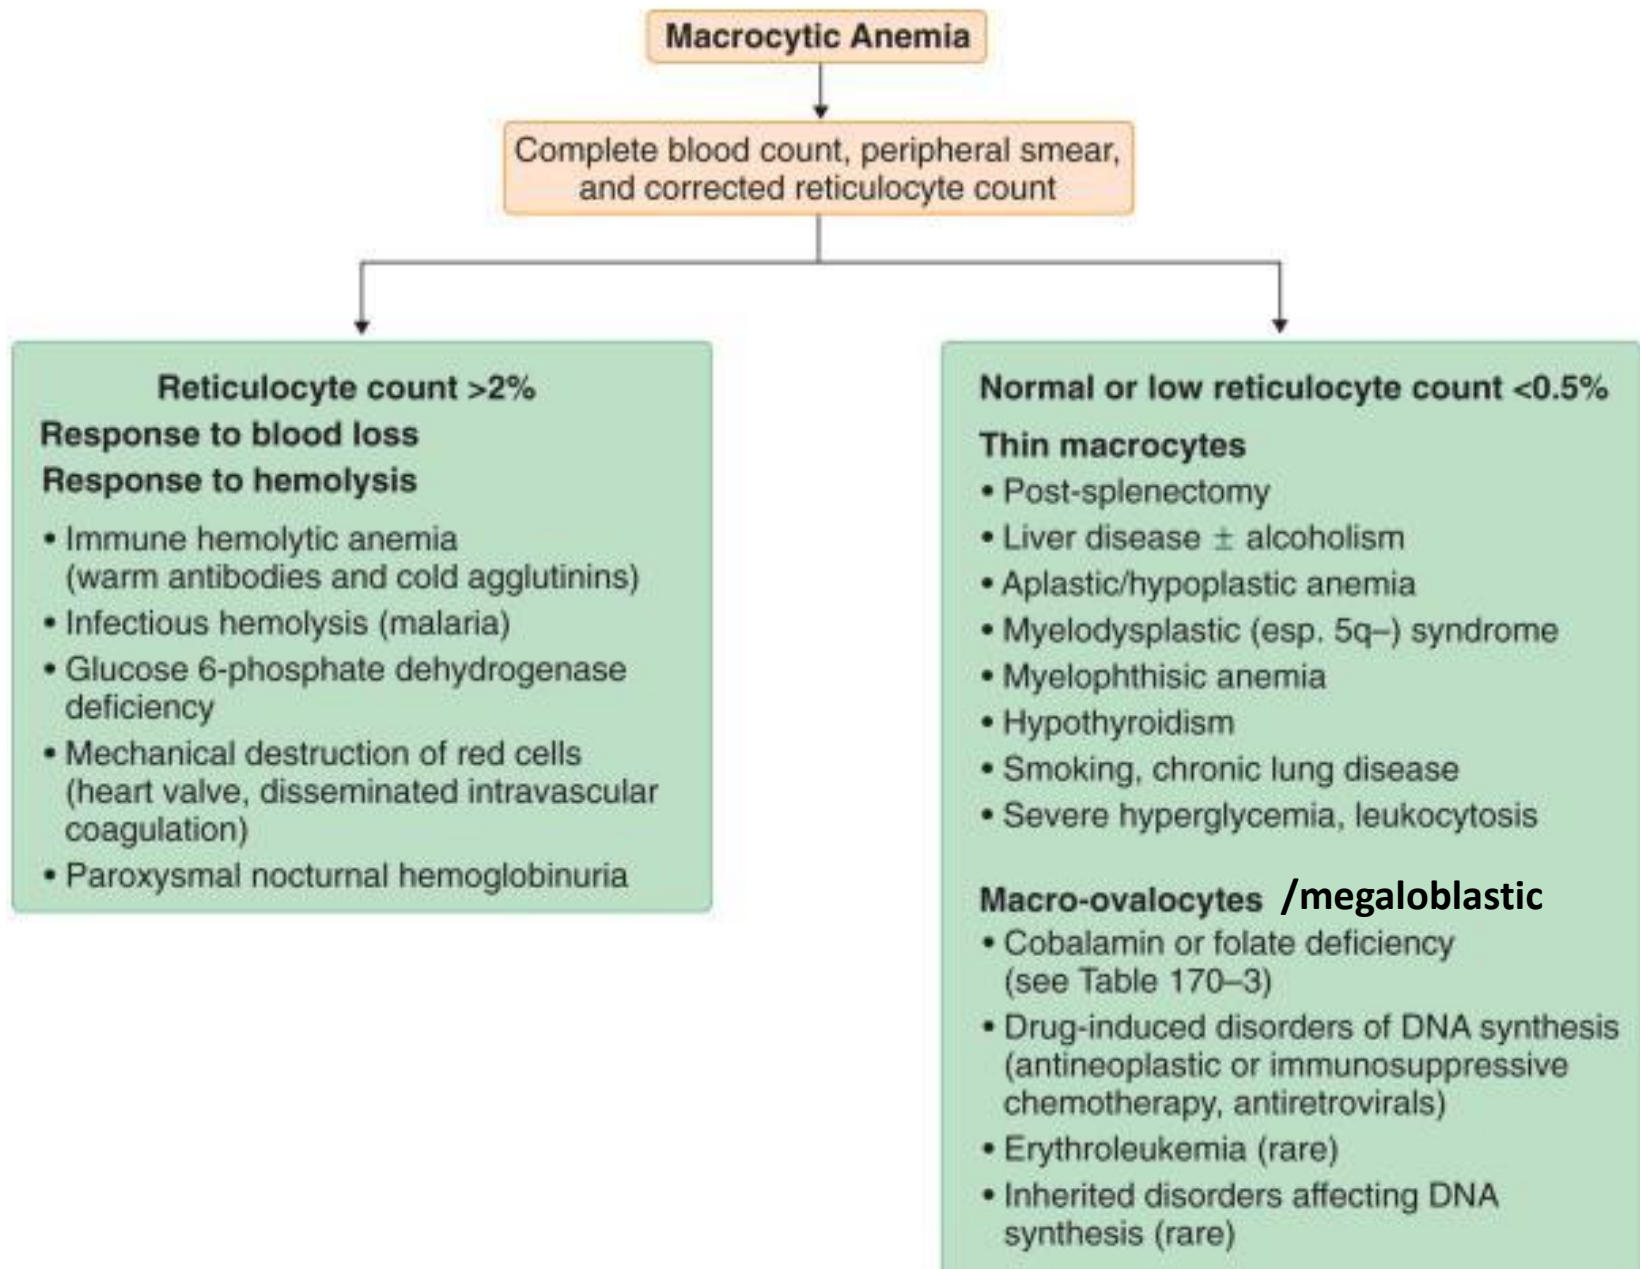 Macrocytic Anemia
Complete blood count, peripheral smear,
and corrected reticulocyte count
Reticulocyte count >2%
Response to blood loss
Response to hemolysis
• Immune hemolytic anemia
(warm antibodies and cold agglutinins)
• Infectious hemolysis (malaria)
• Glucose 6-phosphate dehydrogenase
deficiency
• Mechanical destruction of red cells
(heart valve, disseminated intravascular
coagulation)
• Paroxysmal nocturnal hemoglobinuria
Normal or low reticulocyte count <0.5%
Thin macrocytes
• Post-splenectomy
• Liver disease ± alcoholism
• Aplastic/hypoplastic anemia
• Myelodysplastic (esp. 5q–) syndrome
• Myelophthisic anemia
• Hypothyroidism
• Smoking, chronic lung disease
• Severe hyperglycemia, leukocytosis
Macro-ovalocytes /megaloblastic
• Cobalamin or folate deficiency
(see Table 170–3)
• Drug-induced disorders of DNA synthesis
(antineoplastic or immunosuppressive
chemotherapy, antiretrovirals)
• Erythroleukemia (rare)
• Inherited disorders affecting DNA
synthesis (rare)